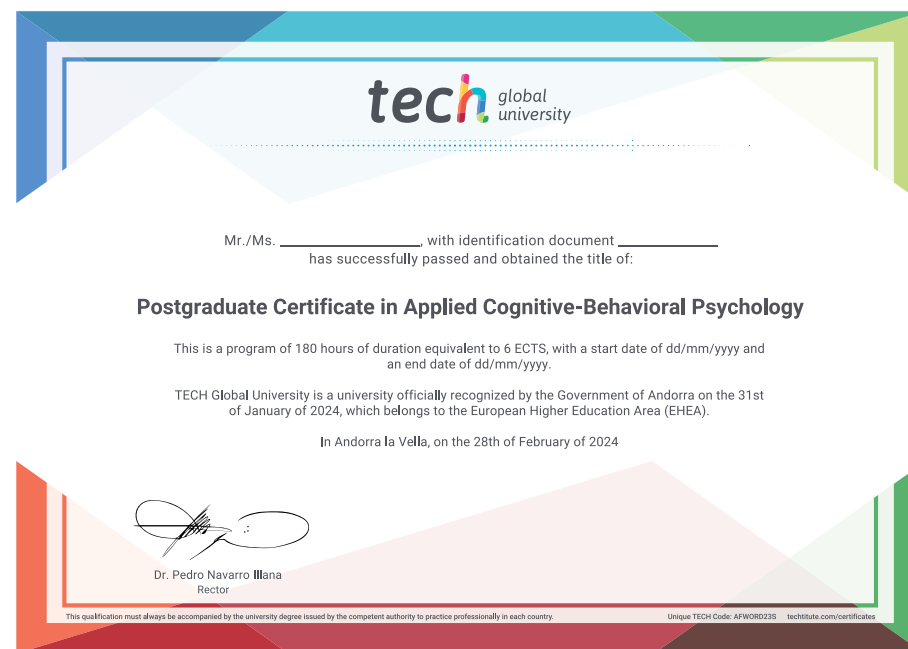 tech global university
Mr./Ms. ____________________, with identification document ______________
has successfully passed and obtained the title of:
Postgraduate Certificate in Applied Cognitive-Behavioral Psychology
This is a program of 180 hours of duration equivalent to 6 ECTS, with a start date of dd/mm/yyyy and
an end date of dd/mm/yyyy.
TECH Global University is a university officially recognized by the Government of Andorra on the 31st
of January of 2024, which belongs to the European Higher Education Area (EHEA).
In Andorra la Vella, on the 28th of February of 2024
Dr. Pedro Navarro Illana
Rector
This qualification must always be accompanied by the university degree issued by the competent authority to practice professionally in each country.
Unique TECH Code: AFWORD23S techtitute.com/certificates